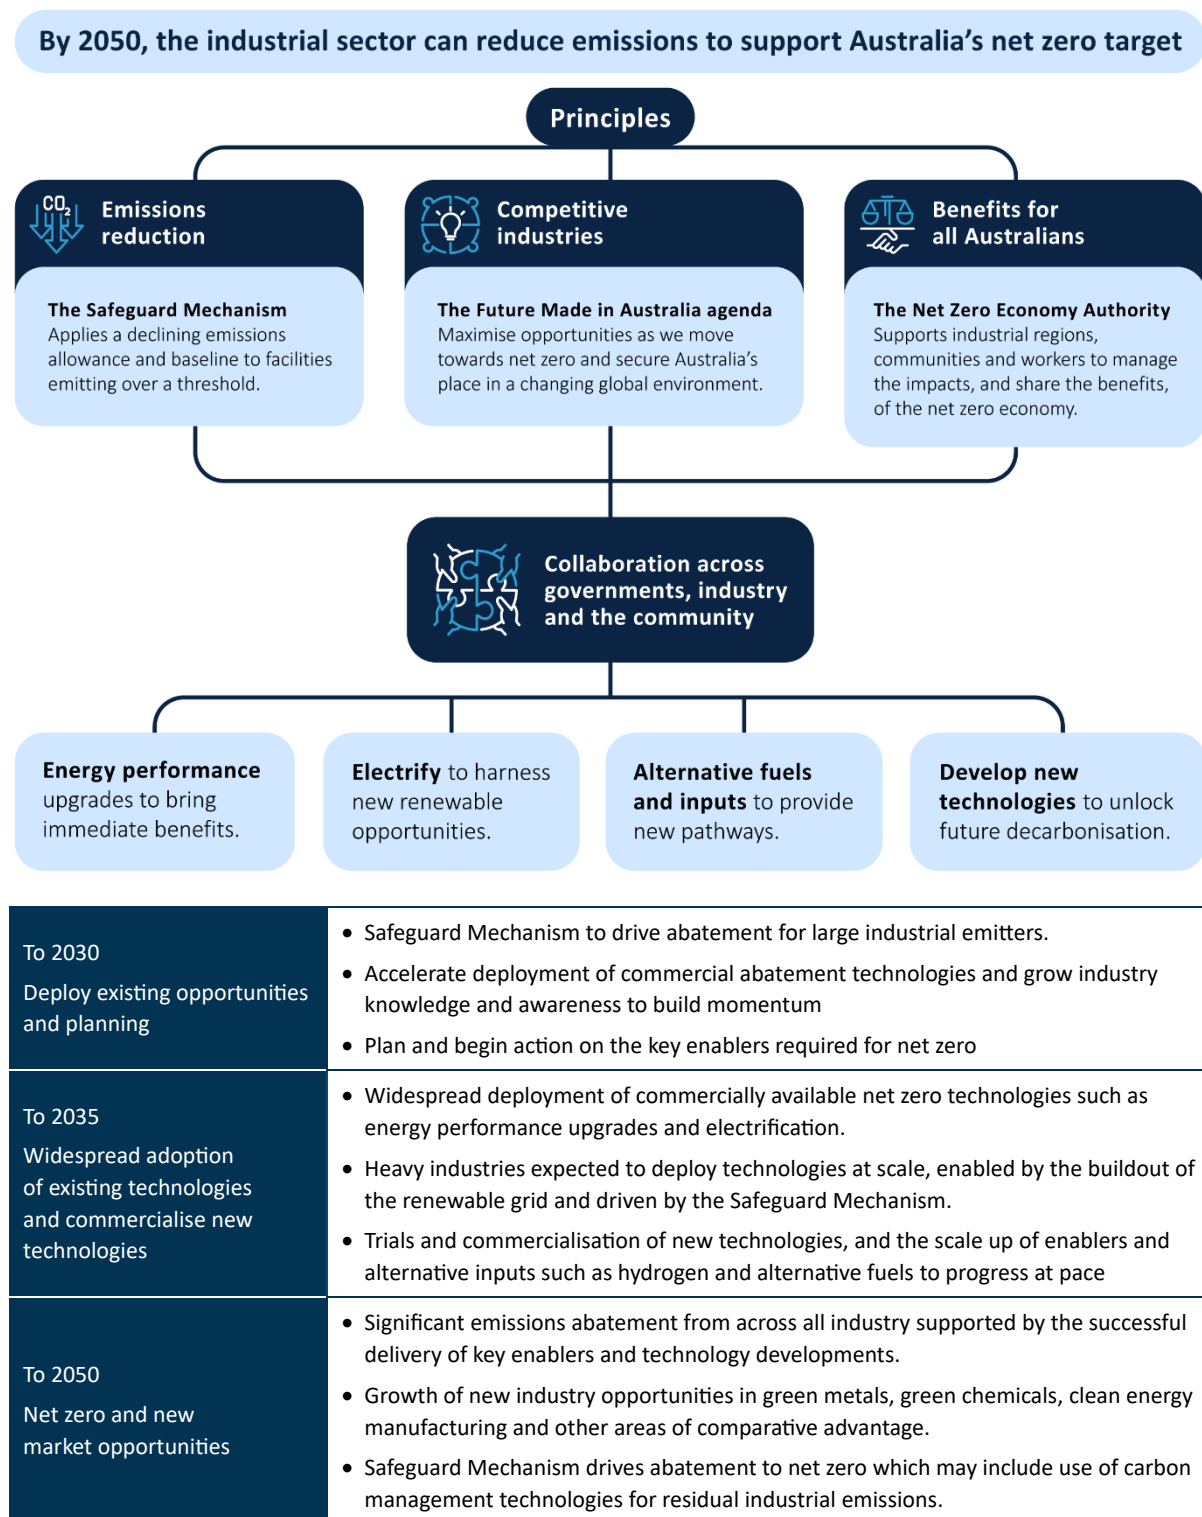 By 2050, the industrial sector can reduce emissions to support Australia's net zero target
Principles
CO2
Emissions
reduction
The Safeguard Mechanism
Applies a declining emissions
allowance and baseline to facilities
emitting over a threshold.
Competitive
industries
The Future Made in Australia agenda
Maximise opportunities as we move
towards net zero and secure Australia's
place in a changing global environment.
Benefits for
all Australians
The Net Zero Economy Authority
Supports industrial regions,
communities and workers to manage
the impacts, and share the benefits,
of the net zero economy.
Collaboration across
governments, industry
and the community
Energy performance
upgrades to bring
immediate benefits.
Electrify to harness
new renewable
opportunities.
Alternative fuels
and inputs to provide
new pathways.
Develop new
technologies to unlock
future decarbonisation.
To 2030
Deploy existing opportunities
and planning
• Safeguard Mechanism to drive abatement for large industrial emitters.
• Accelerate deployment of commercial abatement technologies and grow industry
knowledge and awareness to build momentum
• Plan and begin action on the key enablers required for net zero
To 2035
Widespread adoption
of existing technologies
and commercialise new
technologies
• Widespread deployment of commercially available net zero technologies such as
energy performance upgrades and electrification.
• Heavy industries expected to deploy technologies at scale, enabled by the buildout of
the renewable grid and driven by the Safeguard Mechanism.
• Trials and commercialisation of new technologies, and the scale up of enablers and
alternative inputs such as hydrogen and alternative fuels to progress at pace
To 2050
Net zero and new
market opportunities
• Significant emissions abatement from across all industry supported by the successful
delivery of key enablers and technology developments.
• Growth of new industry opportunities in green metals, green chemicals, clean energy
manufacturing and other areas of comparative advantage.
• Safeguard Mechanism drives abatement to net zero which may include use of carbon
management technologies for residual industrial emissions.